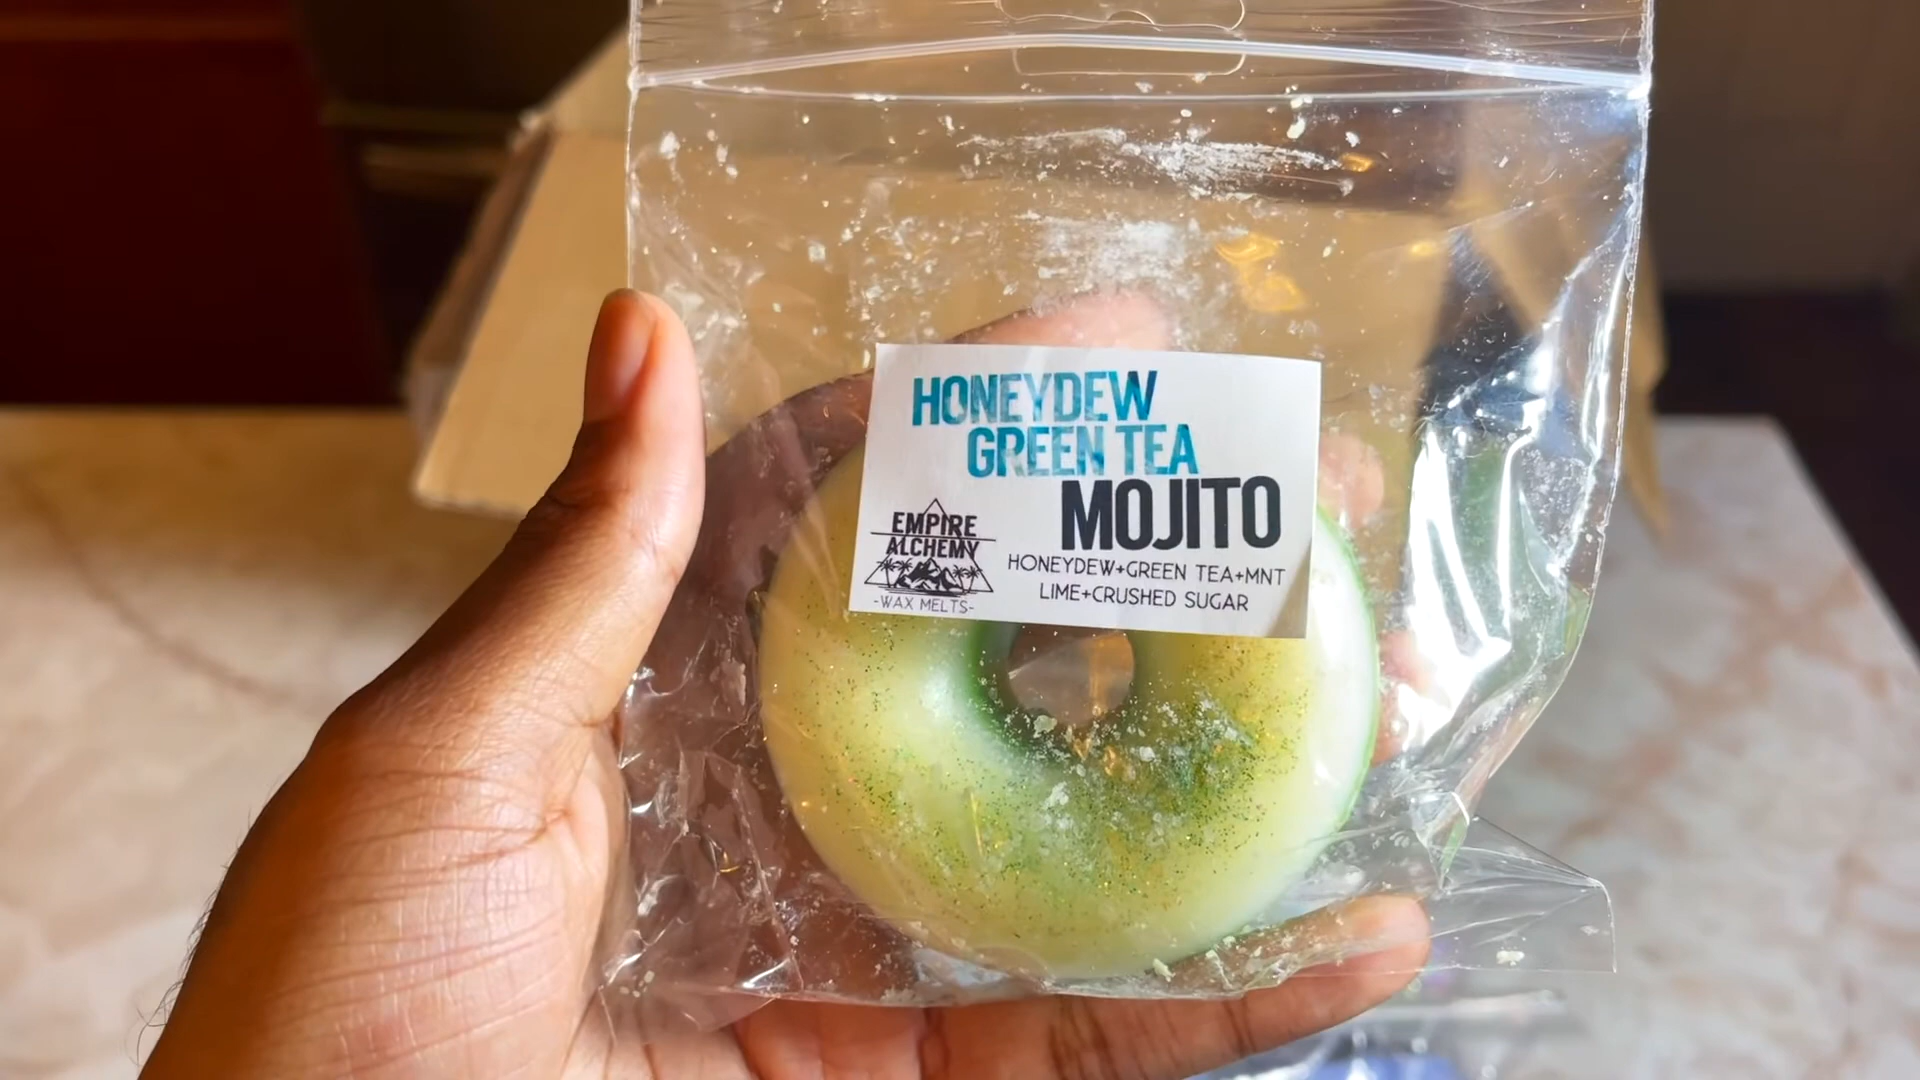 HONEYDEW
GREEN TEA
MOJITO
EMPIRE
ALCHEMY
-WAX MELTS-
HONEYDEW+GREEN TEA+MNT
LIME+CRUSHED SUGAR